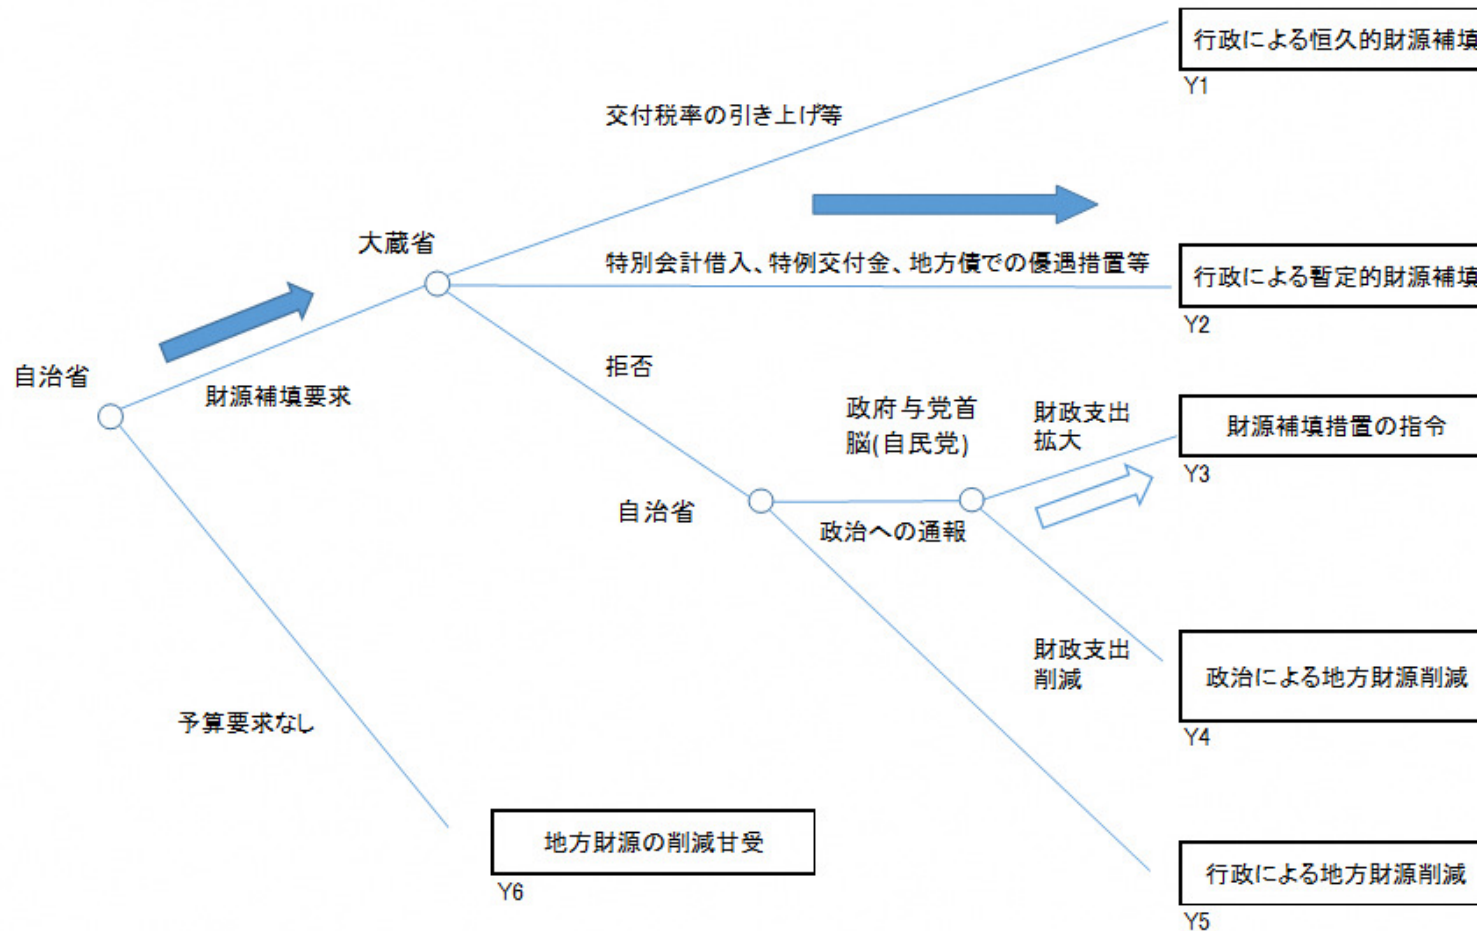 行政による恒久的財源補填
Y1
交付税率の引き上げ等
大蔵省
特別会計借入、特例交付金、地方債での優遇措置等
行政による暫定的財源補填
Y2
自治省
財源補填要求
拒否
政府与党首
脳(自民党)
財政支出
拡大
財源補填措置の指令
Y3
自治省
政治への通報
財政支出
削減
政治による地方財源削減
Y4
予算要求なし
地方財源の削減甘受
Y6
行政による地方財源削減
Y5